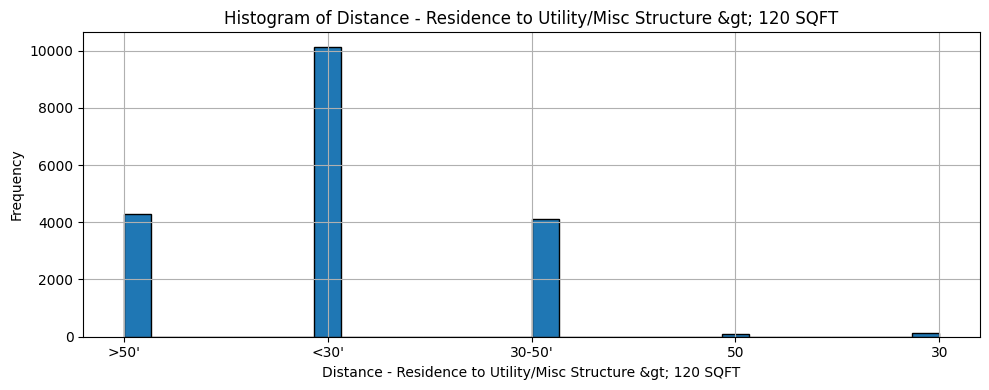 Histogram of Distance - Residence to Utility/Misc Structure &gt; 120 SQFT
Frequency
10000
8000
6000
4000
2000
0
>50' <30' 30-50' 50 30
Distance - Residence to Utility/Misc Structure &gt; 120 SQFT